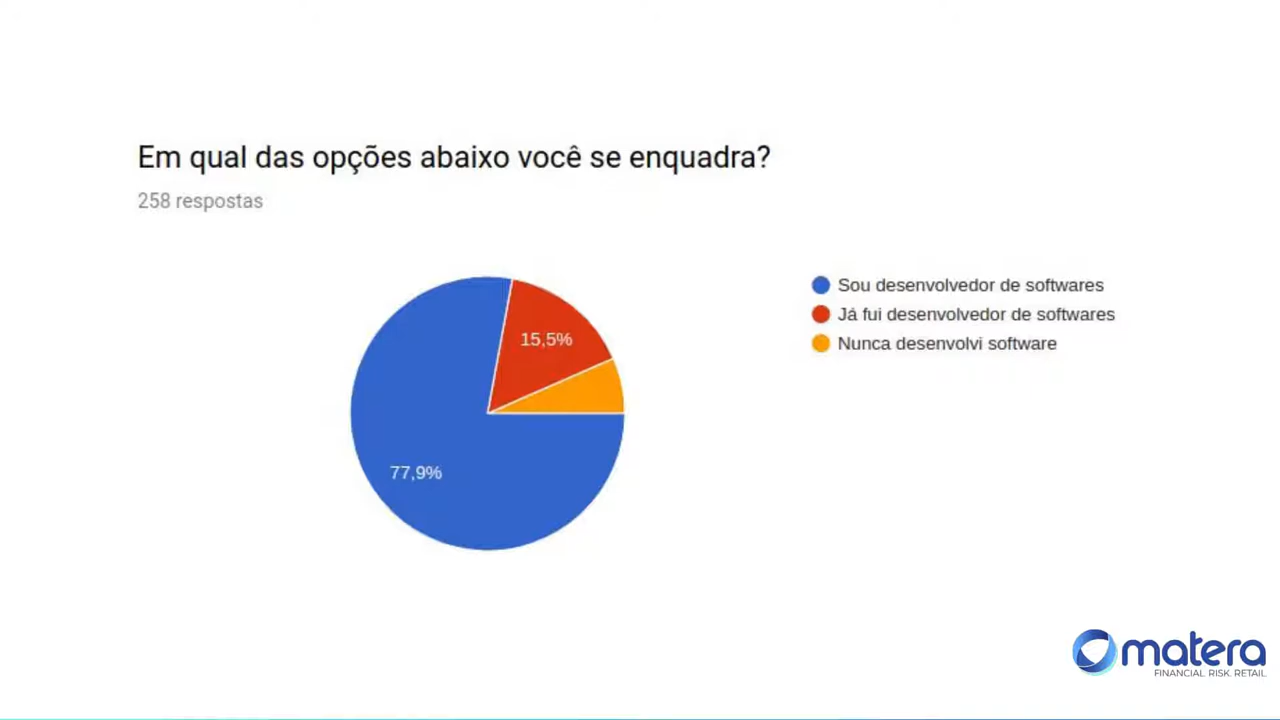 Em qual das opções abaixo você se enquadra?
258 respostas
Sou desenvolvedor de softwares
Já fui desenvolvedor de softwares
Nunca desenvolvi software
15,5%
77,9%
matera
FINANCIAL. RISK. RETAIL.